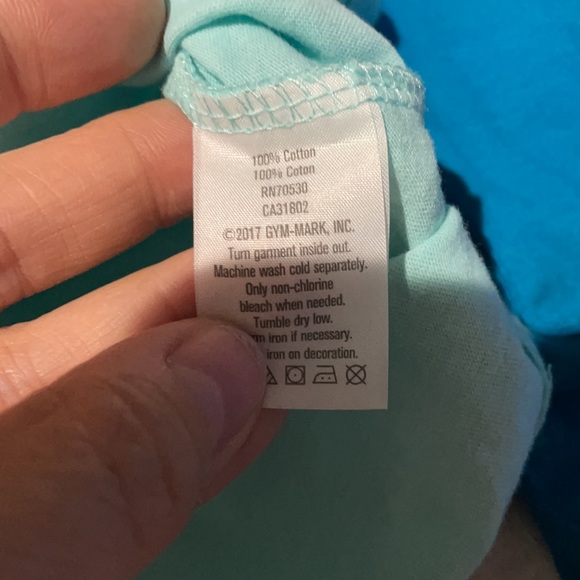 100% Cotton
100% Coton
RN70530
CA31602
©2017 GYM-MARK, INC.
Turn garment inside out.
Machine wash cold separately.
Only non-chlorine
bleach when needed.
Tumble dry low.
iron if necessary.
iron on decoration.